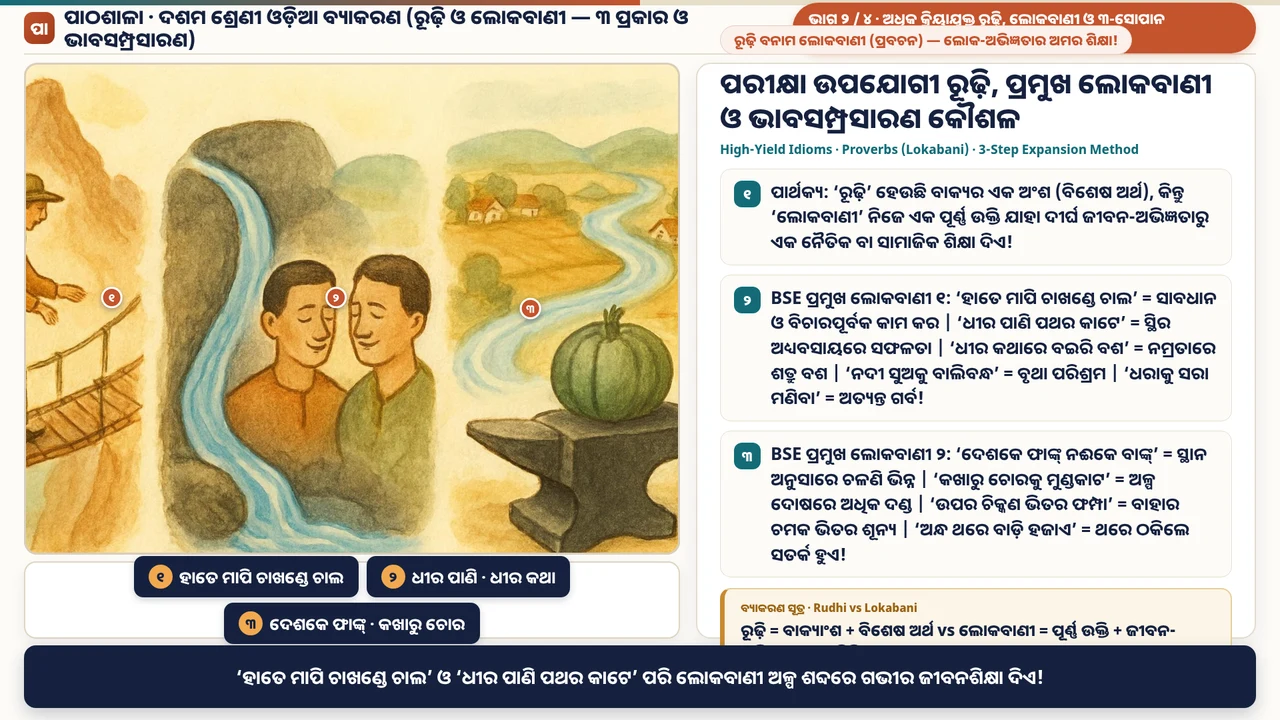 ପା
ପାଠଶାଳା · ଦଶମ ଶ୍ରେଣୀ ଓଡ଼ିଆ ବ୍ୟାକରଣ (ରୂଢ଼ି ଓ ଲୋକବାଣୀ — ୩ ପ୍ରକାର ଓ
ଭାବସମ୍ପ୍ରସାରଣ)
ଭାଗ ୨ / ୪ · ଅଧିକ କ୍ରିୟାଯୁକ୍ତ ରୂଢ଼ି, ଲୋକବାଣୀ ଓ ୩-ସୋପାନ
ରୂଢ଼ି ବନାମ ଲୋକବାଣୀ (ପ୍ରବଚନ) — ଲୋକ-ଅଭିଜ୍ଞତାର ଅମର ଶିକ୍ଷା!
ପରୀକ୍ଷା ଉପଯୋଗୀ ରୂଢ଼ି, ପ୍ରମୁଖ ଲୋକବାଣୀ
ଓ ଭାବସମ୍ପ୍ରସାରଣ କୌଶଳ
High-Yield Idioms · Proverbs (Lokabani) · 3-Step Expansion Method
୧
ପାର୍ଥକ୍ୟ: ‘ରୂଢ଼ି’ ହେଉଛି ବାକ୍ୟର ଏକ ଅଂଶ (ବିଶେଷ ଅର୍ଥ), କିନ୍ତୁ
‘ଲୋକବାଣୀ’ ନିଜେ ଏକ ପୂର୍ଣ୍ଣ ଉକ୍ତି ଯାହା ଦୀର୍ଘ ଜୀବନ-ଅଭିଜ୍ଞତାରୁ
ଏକ ନୈତିକ ବା ସାମାଜିକ ଶିକ୍ଷା ଦିଏ!
୨
BSE ପ୍ରମୁଖ ଲୋକବାଣୀ ୧: ‘ହାତେ ମାପି ଚାଖଣ୍ଡେ ଚାଲ’ = ସାବଧାନ
ଓ ବିଚାରପୂର୍ବକ କାମ କର | ‘ଧୀର ପାଣି ପଥର କାଟେ’ = ସ୍ଥିର
ଅଧ୍ୟବସାୟରେ ସଫଳତା | ‘ଧୀର କଥାରେ ବଇରି ବଶ’ = ନମ୍ରତାରେ
ଶତ୍ରୁ ବଶ | ‘ନଦୀ ସୁଅକୁ ବାଲିବନ୍ଧ’ = ବୃଥା ପରିଶ୍ରମ | ‘ଧରାକୁ ସରା
ମଣିବା’ = ଅତ୍ୟନ୍ତ ଗର୍ବ!
୩
BSE ପ୍ରମୁଖ ଲୋକବାଣୀ ୨: ‘ଦେଶକେ ଫାଙ୍କ୍ ନଈକେ ବାଙ୍କ୍’ = ସ୍ଥାନ
ଅନୁସାରେ ଚଳଣି ଭିନ୍ନ | ‘କଖାରୁ ଚୋରକୁ ମୁଣ୍ଡକାଟ’ = ଅଳ୍ପ
ଦୋଷରେ ଅଧିକ ଦଣ୍ଡ | ‘ଉପର ଚିକ୍କଣ ଭିତର ଫମ୍ପା’ = ବାହାର
ଚମକ ଭିତର ଶୂନ୍ୟ | ‘ଅନ୍ଧ ଥରେ ବାଡ଼ି ହଜାଏ’ = ଥରେ ଠକିଲେ
ସତର୍କ ହୁଏ!
ବ୍ୟାକରଣ ସୂତ୍ର · Rudhi vs Lokabani
ରୂଢ଼ି = ବାକ୍ୟାଂଶ + ବିଶେଷ ଅର୍ଥ vs ଲୋକବାଣୀ = ପୂର୍ଣ୍ଣ ଉକ୍ତି + ଜୀବନ-
୧
୨
୩
୧ ହାତେ ମାପି ଚାଖଣ୍ଡେ ଚାଲ
୨ ଧୀର ପାଣି · ଧୀର କଥା
୩ ଦେଶକେ ଫାଙ୍କ୍ · କଖାରୁ ଚୋର
‘ହାତେ ମାପି ଚାଖଣ୍ଡେ ଚାଲ’ ଓ ‘ଧୀର ପାଣି ପଥର କାଟେ’ ପରି ଲୋକବାଣୀ ଅଳ୍ପ ଶବ୍ଦରେ ଗଭୀର ଜୀବନଶିକ୍ଷା ଦିଏ!